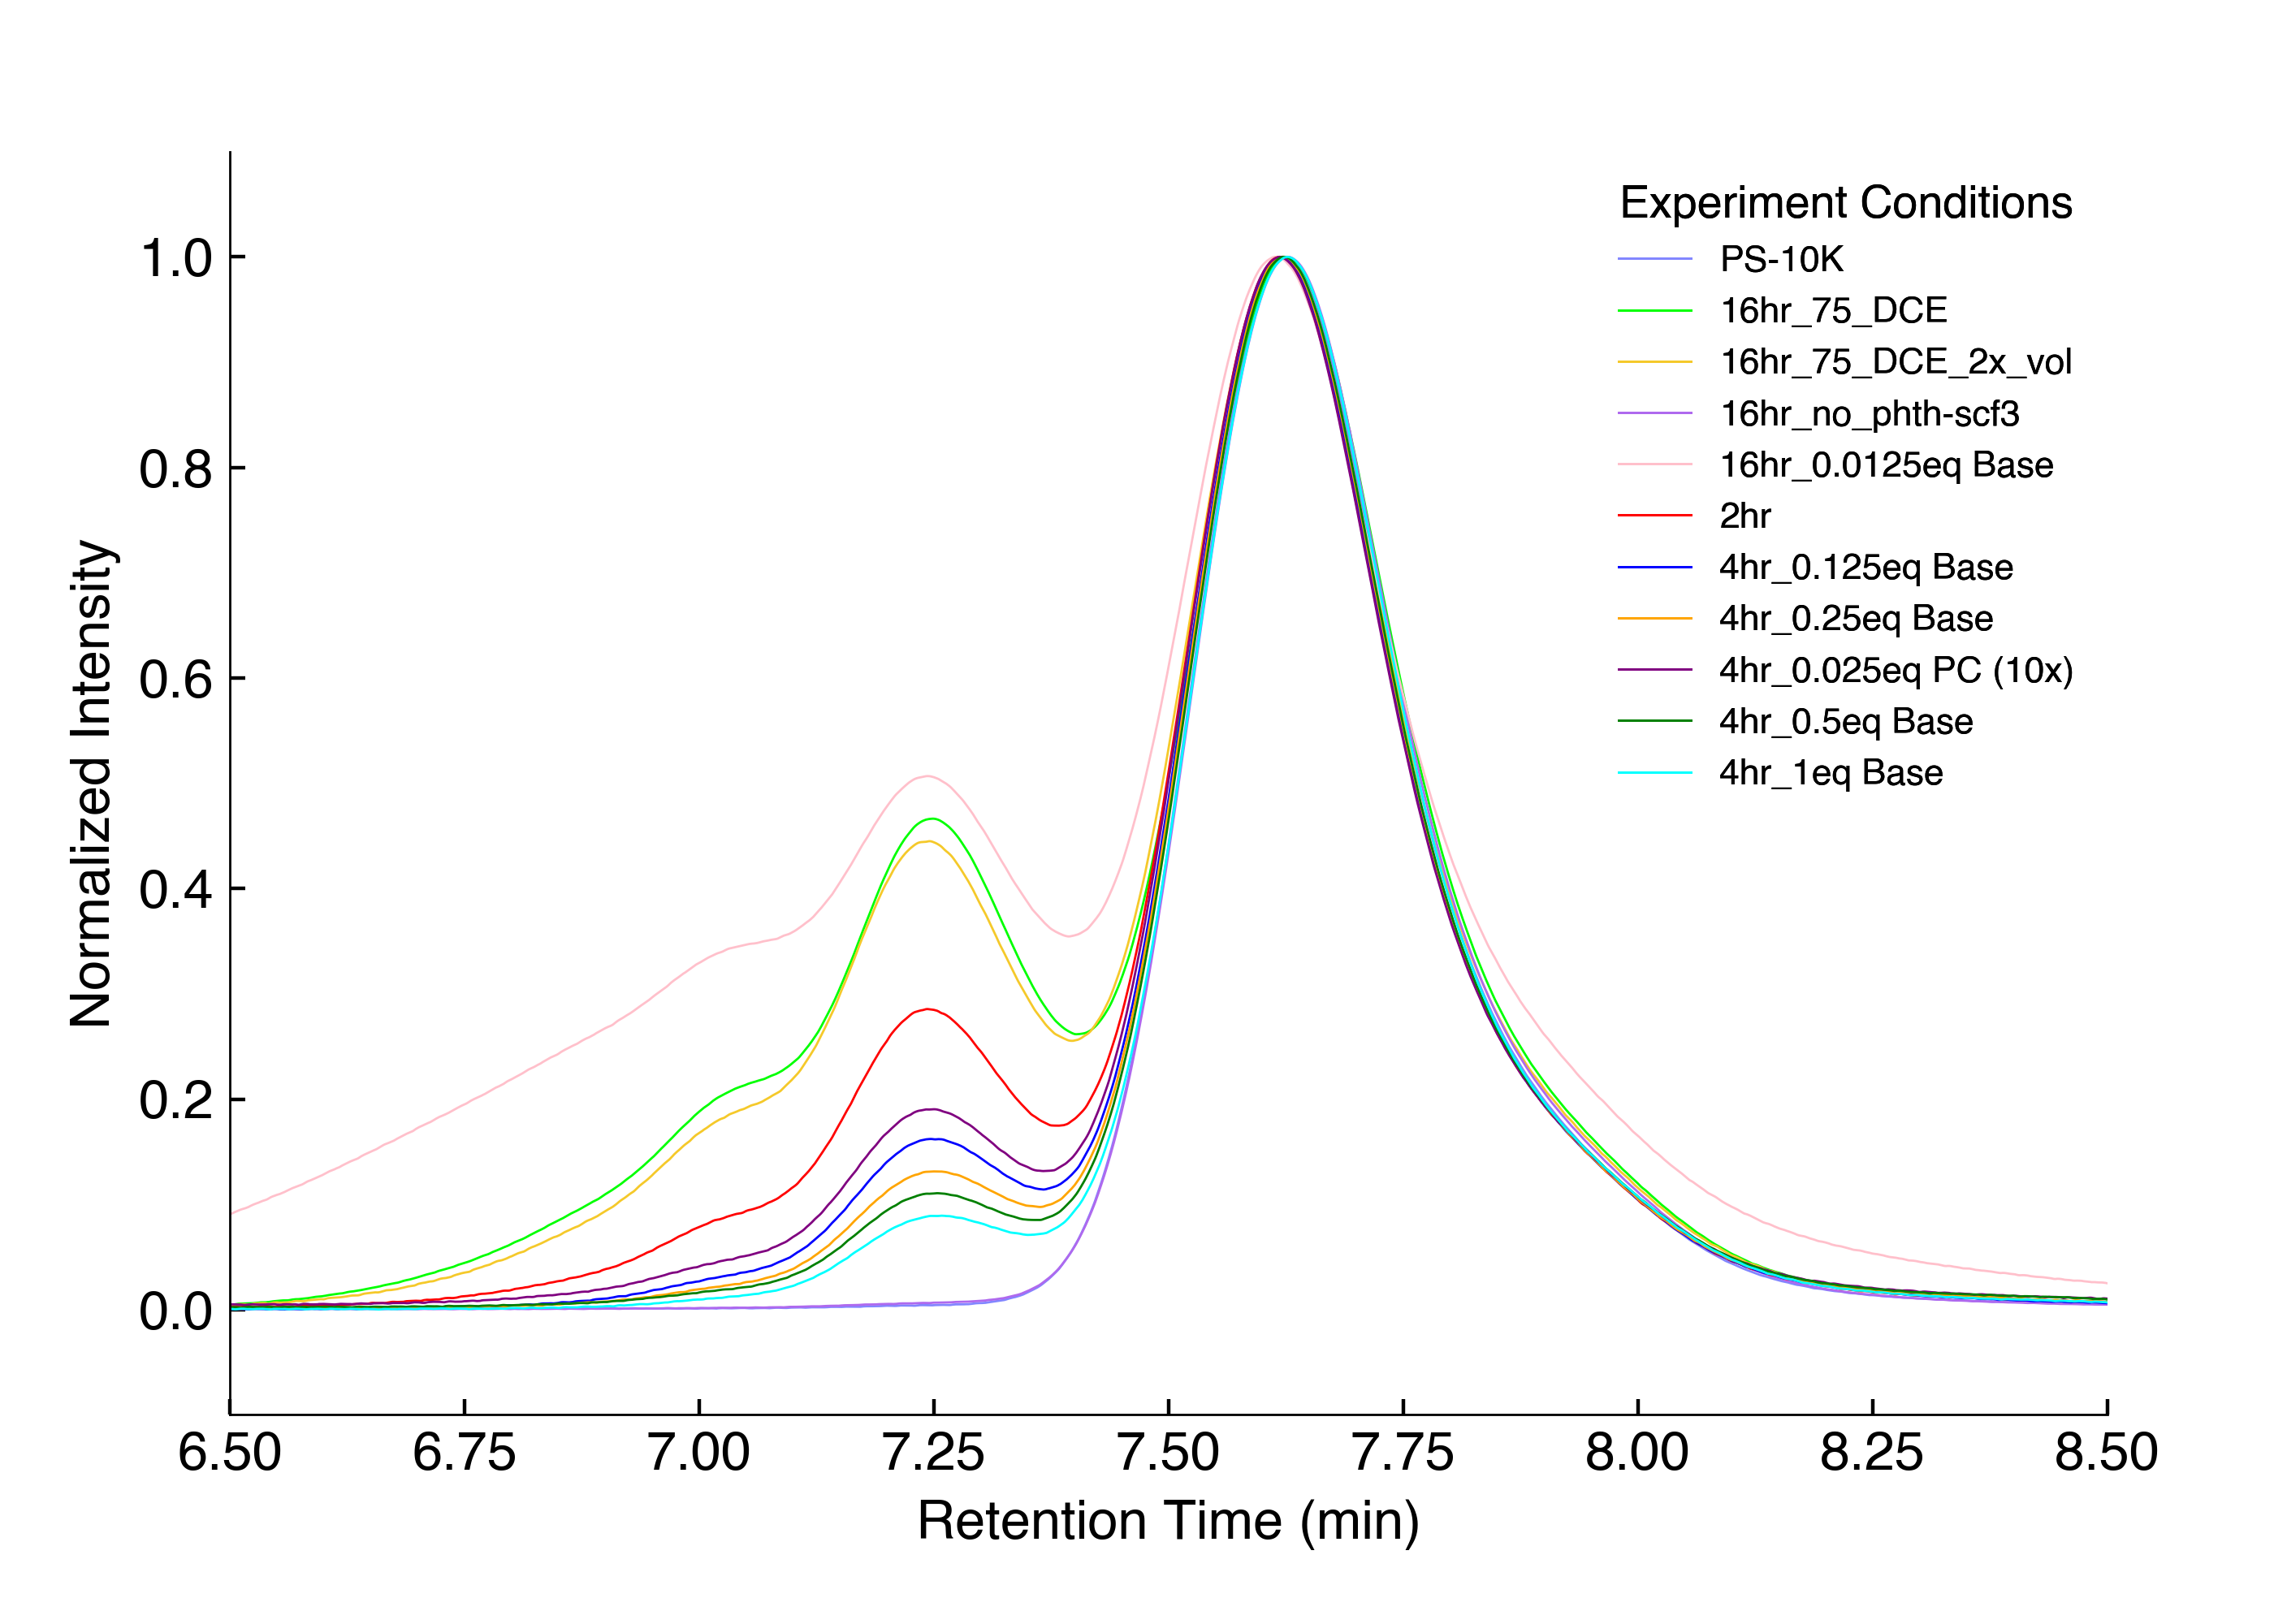 Experiment Conditions
PS-10K
16hr_75_DCE
16hr_75_DCE_2x_vol
16hr_no_phth-scf3
16hr_0.0125eq Base
2hr
4hr_0.125eq Base
4hr_0.25eq Base
4hr_0.025eq PC (10x)
4hr_0.5eq Base
4hr_1eq Base
Normalized Intensity
1.0
0.8
0.6
0.4
0.2
0.0
6.50 6.75 7.00 7.25 7.50 7.75 8.00 8.25 8.50
Retention Time (min)